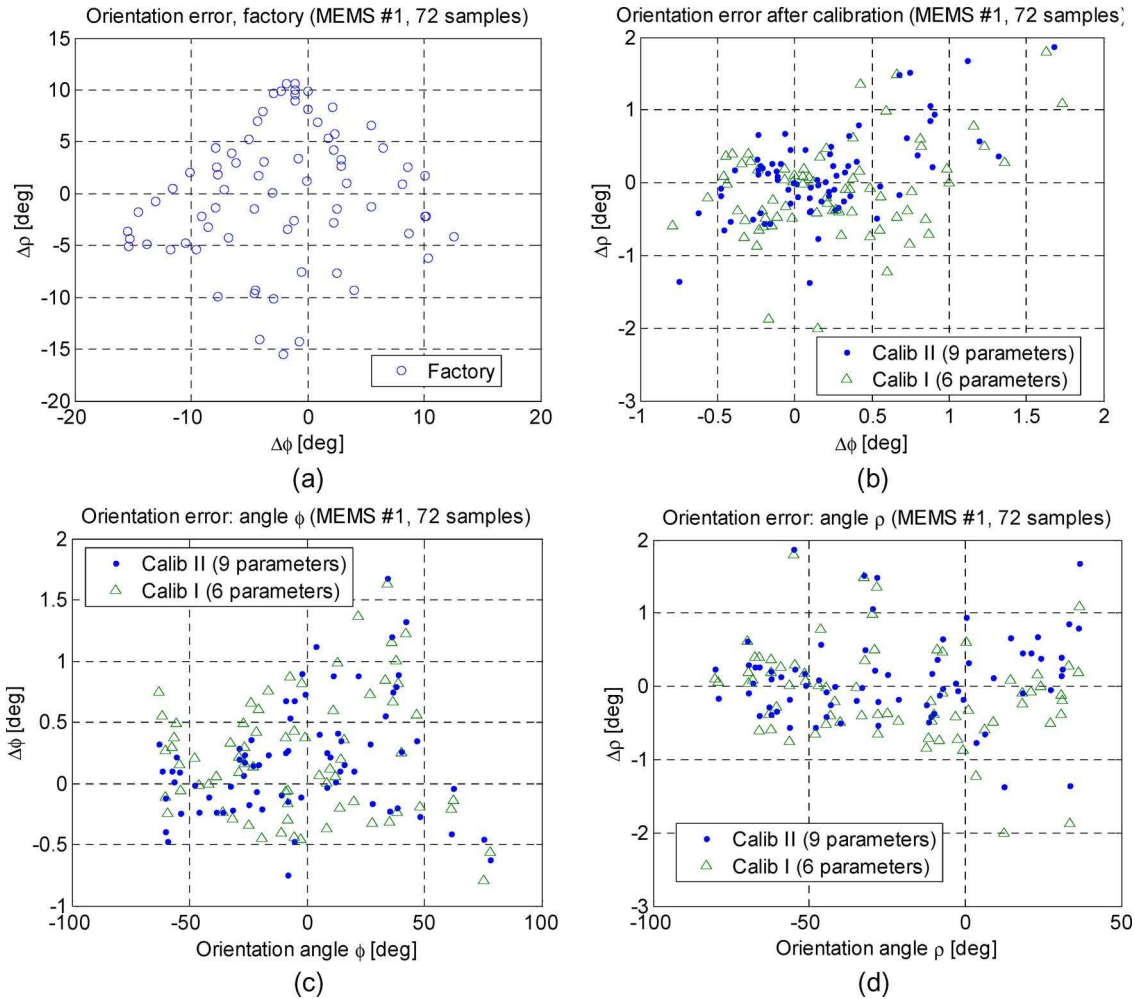 Orientation error, factory (MEMS #1, 72 samples)
15
10
5
0
-5
-10
-15
-20
Δρ [deg]
Factory
-20
-10
0
10
20
Δϕ [deg]
(a)
Orientation error after calibration (MEMS #1, 72 samples)
2
1
0
-1
-2
-3
Δρ [deg]
Calib II (9 parameters)
Calib I (6 parameters)
-1
-0.5
0
0.5
1
1.5
2
Δϕ [deg]
(b)
Orientation error: angle ϕ (MEMS #1, 72 samples)
2
1.5
1
0.5
0
-0.5
-1
Δϕ [deg]
Calib II (9 parameters)
Calib I (6 parameters)
-100
-50
0
50
100
Orientation angle ϕ [deg]
(c)
Orientation error: angle ρ (MEMS #1, 72 samples)
2
1
0
-1
-2
-3
Δρ [deg]
Calib II (9 parameters)
Calib I (6 parameters)
-100
-50
0
50
Orientation angle ρ [deg]
(d)